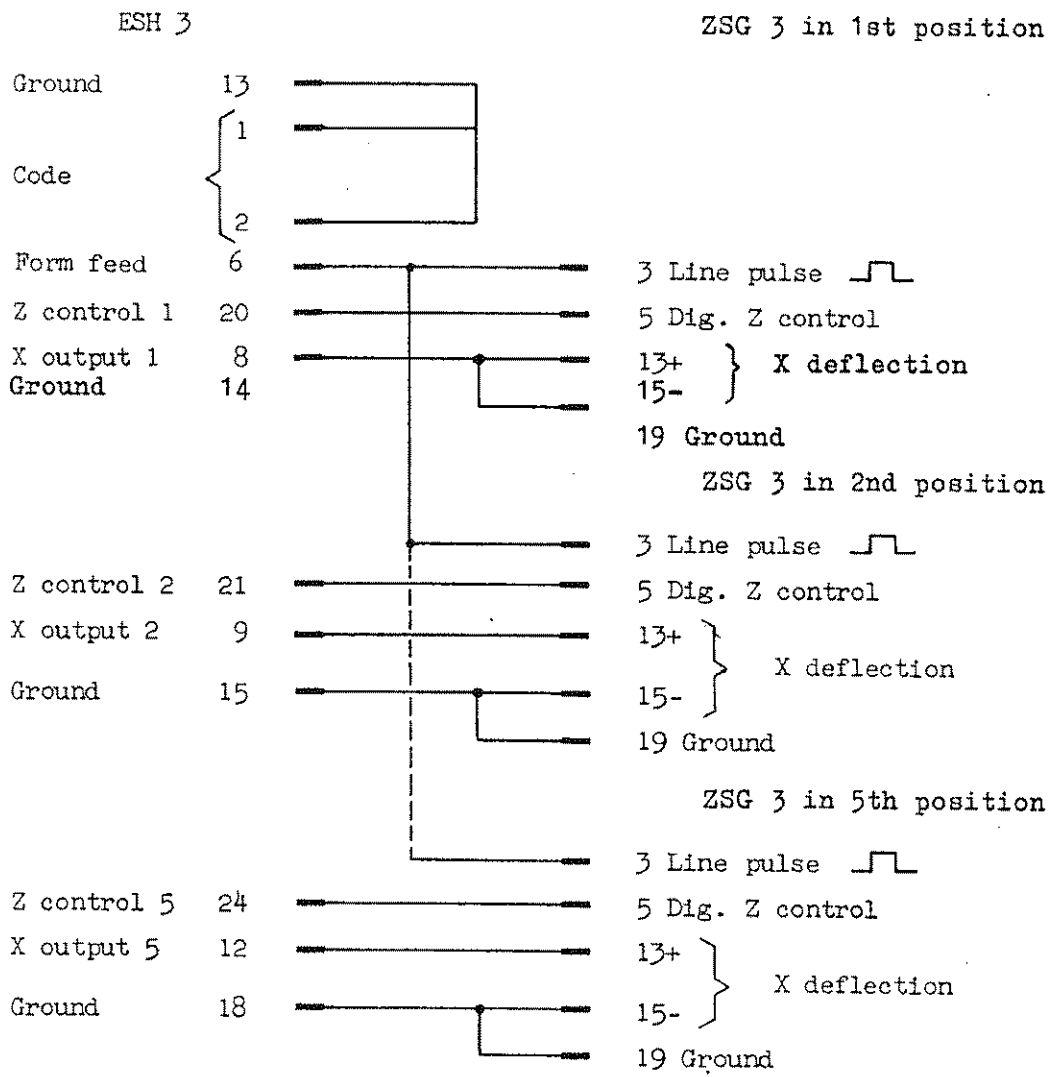 ESH 3 ZSG 3 in 1st position
Ground 13
1
Code
2
Form feed 6 3 Line pulse
Z control 1 20 5 Dig. Z control
X output 1 8 13+ X deflection
Ground 14 15-
19 Ground
ZSG 3 in 2nd position
3 Line pulse
Z control 2 21 5 Dig. Z control
X output 2 9 13+
X deflection
Ground 15 15-
19 Ground
ZSG 3 in 5th position
3 Line pulse
Z control 5 24 5 Dig. Z control
X output 5 12 13+
X deflection
Ground 18 15-
19 Ground